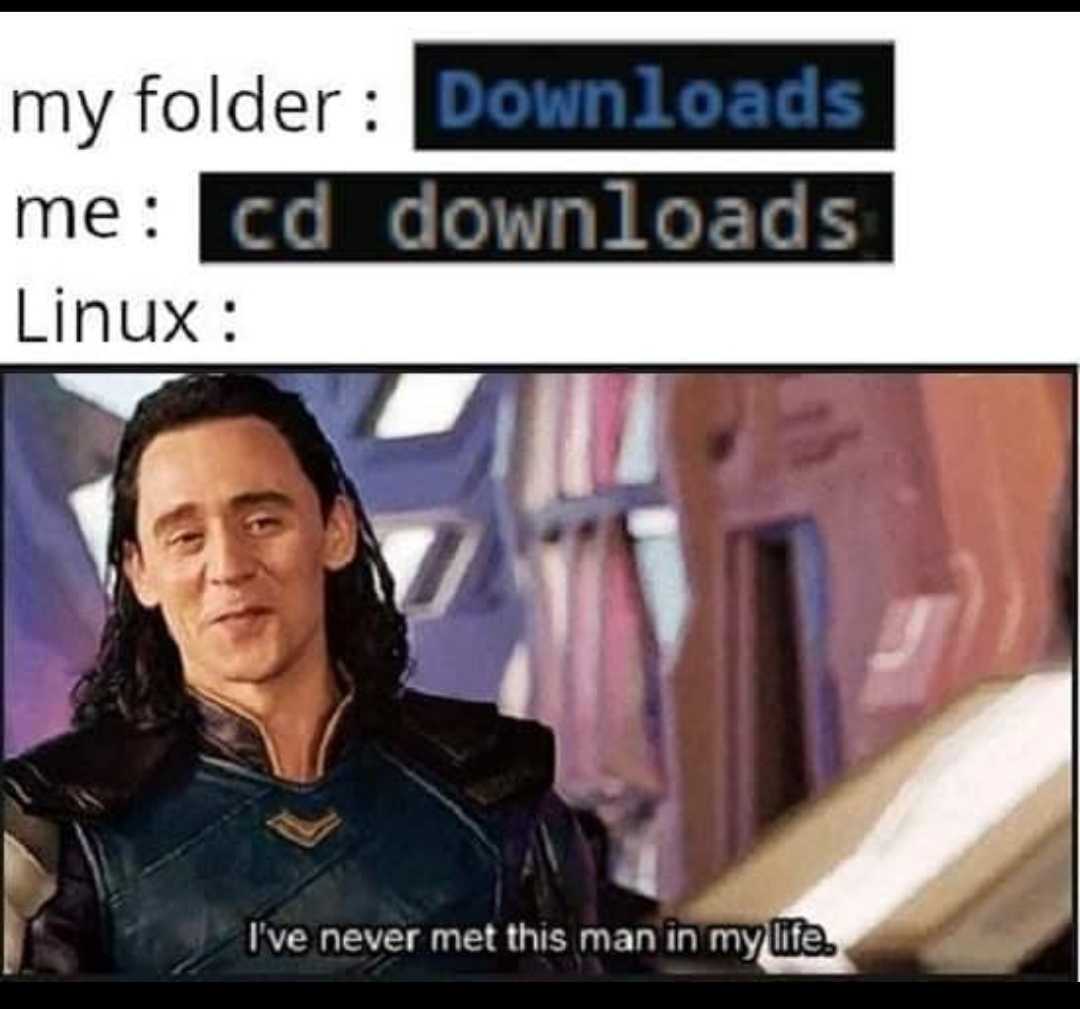 my folder : Downloads
me : cd downloads
Linux :
I've never met this man in my life.